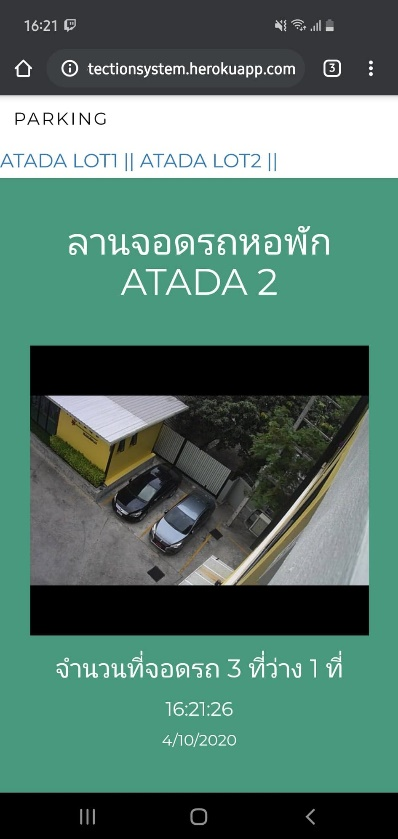 16:21
tectionsystem.herokuapp.com
3
PARKING
ATADA LOT1 || ATADA LOT2 ||
ลานจอดรถหอพัก
ATADA 2
จำนวนที่จอดรถ 3 ที่ว่าง 1 ที่
16:21:26
4/10/2020